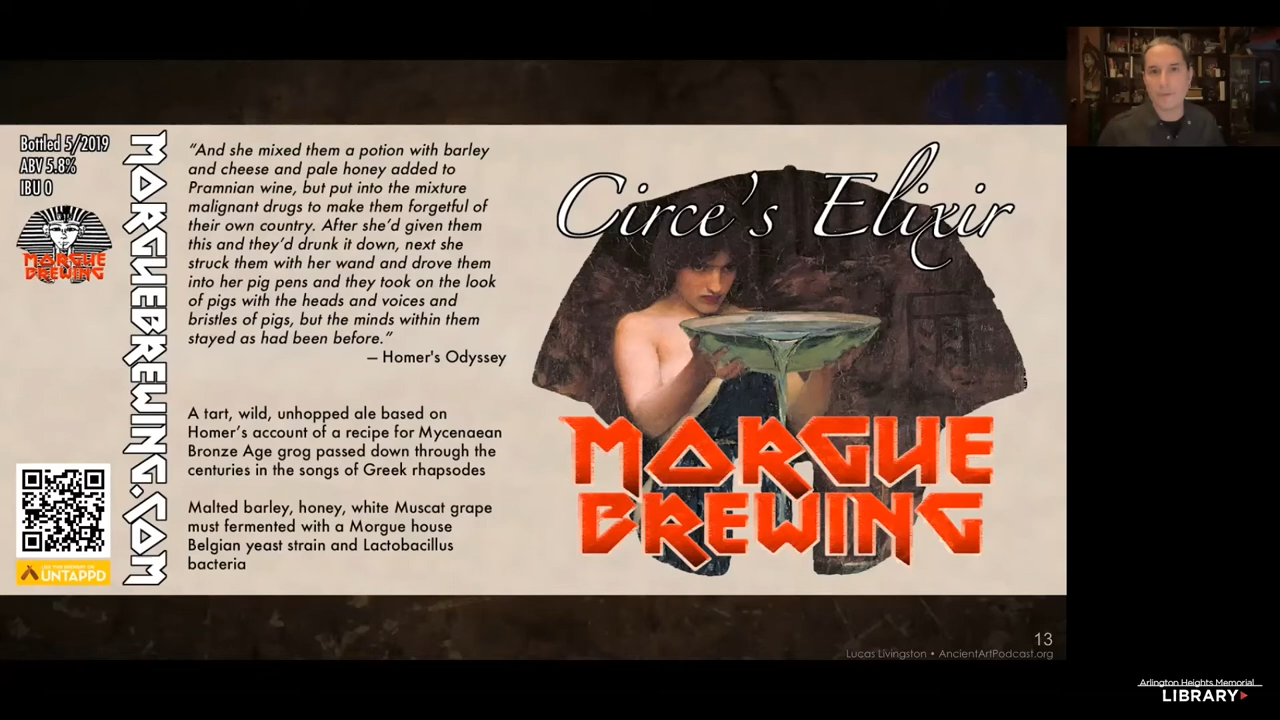 Bottled 5/2019
ABV 5.8%
IBU 0
MORGUE
BREWING
UNTAPPD
MORGUEBREWING.COM
“And she mixed them a potion with barley
and cheese and pale honey added to
Pramnian wine, but put into the mixture
malignant drugs to make them forgetful of
their own country. After she’d given them
this and they’d drunk it down, next she
struck them with her wand and drove them
into her pig pens and they took on the look
of pigs with the heads and voices and
bristles of pigs, but the minds within them
stayed as had been before.”
— Homer's Odyssey
A tart, wild, unhopped ale based on
Homer’s account of a recipe for Mycenaean
Bronze Age grog passed down through the
centuries in the songs of Greek rhapsodes
Malted barley, honey, white Muscat grape
must fermented with a Morgue house
Belgian yeast strain and Lactobacillus
bacteria
Circe’s Elixir
MORGUE
BREWING
13
Lucas Livingston • AncientArtPodcast.org
Arlington Heights Memorial
LIBRARY